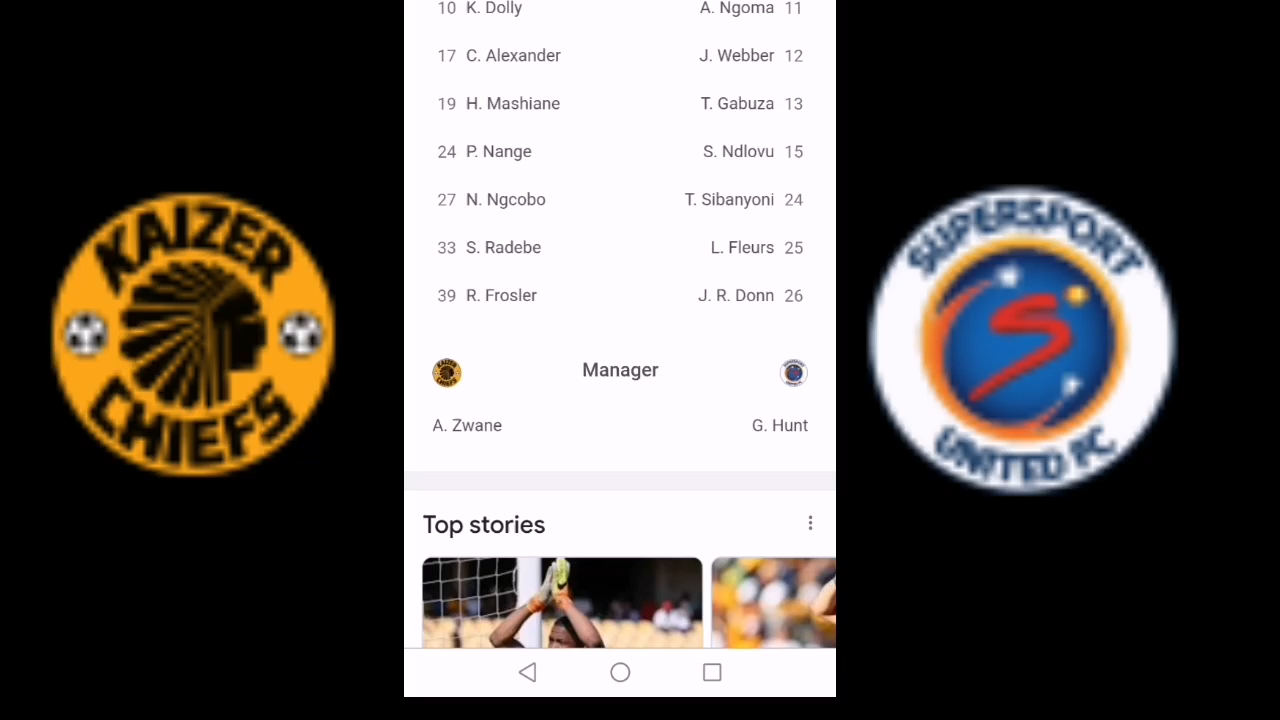 10 K. Dolly A. Ngoma 11
17 C. Alexander J. Webber 12
19 H. Mashiane T. Gabuza 13
24 P. Nange S. Ndlovu 15
27 N. Ngcobo T. Sibanyoni 24
33 S. Radebe L. Fleurs 25
39 R. Frosler J. R. Donn 26
KAIZER
CHIEFS
SUPERSPORT
S
UNITED FC
KAIZER
CHIEFS
Manager
A. Zwane G. Hunt
Top stories